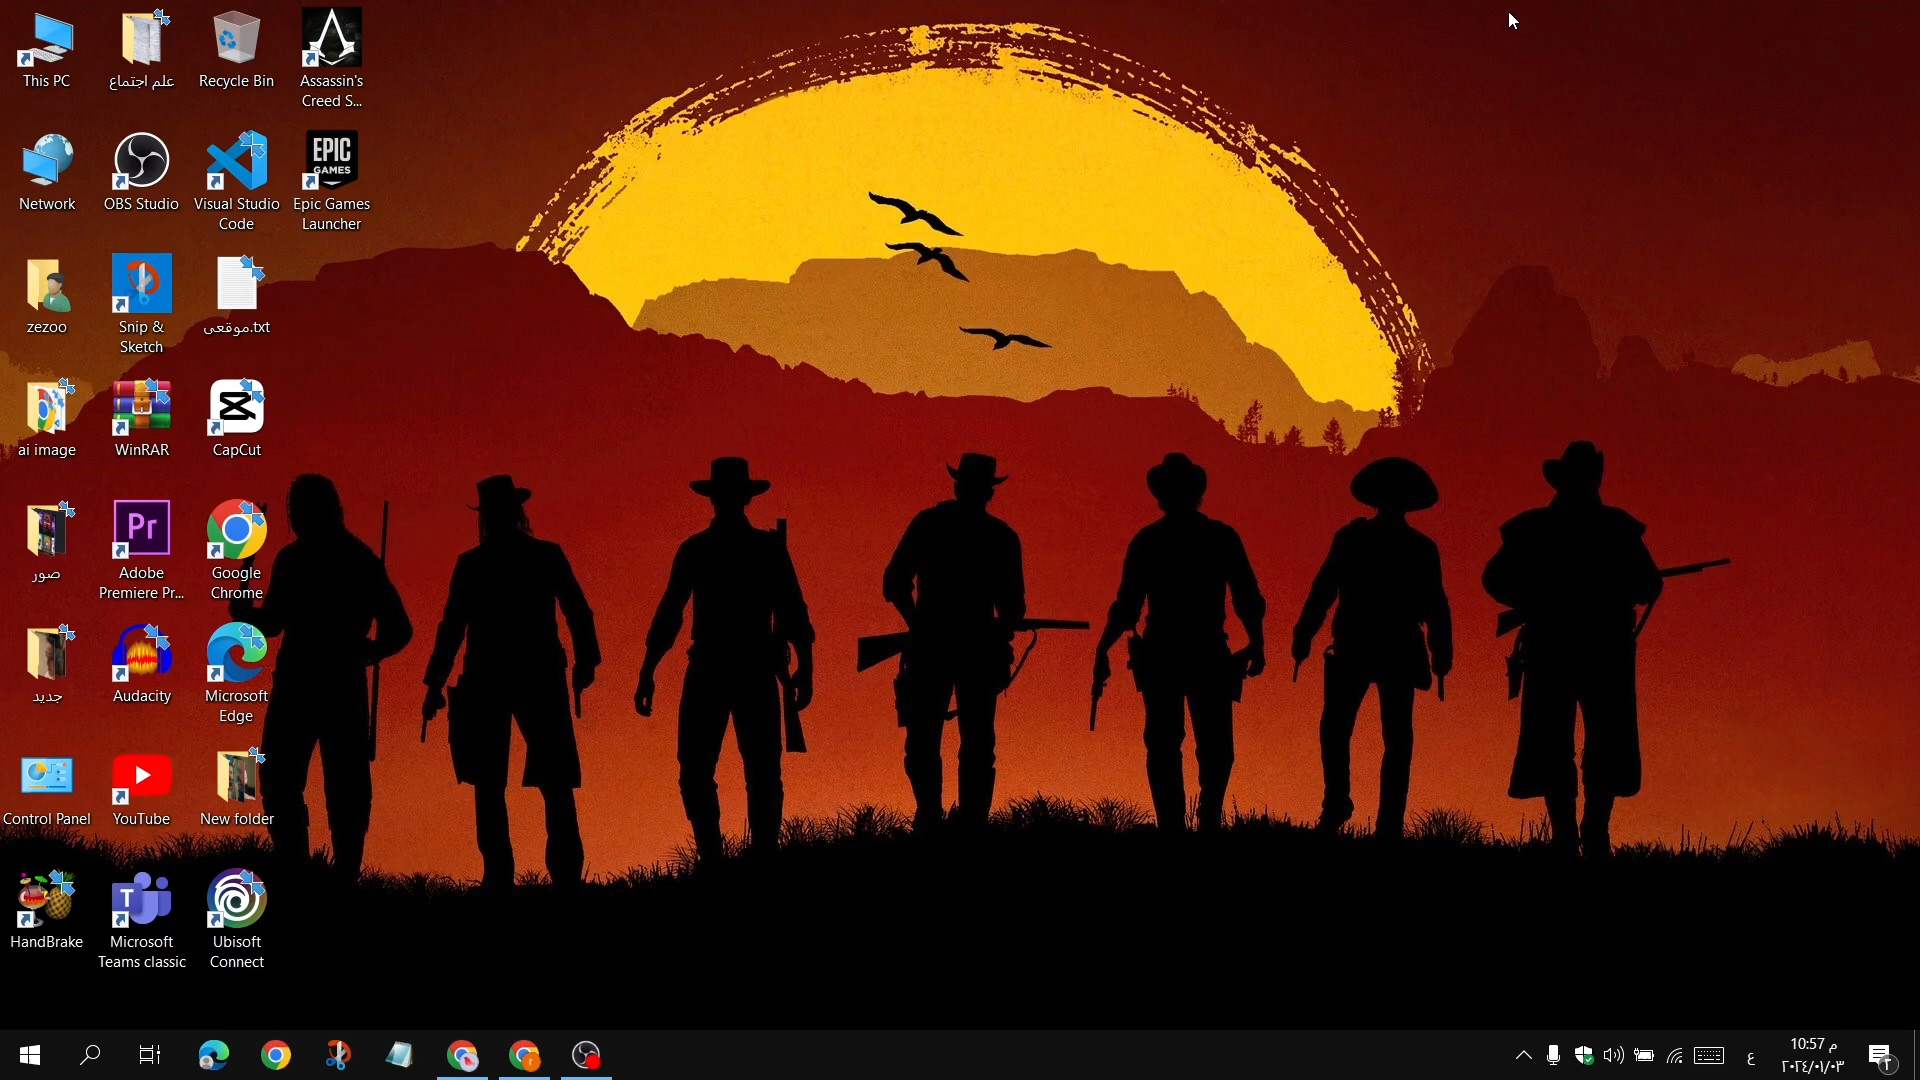 This PC
علم اجتماع
Recycle Bin
Assassin's
Creed S...
Network
OBS Studio
Visual Studio
Code
EPIC
GAMES
Epic Games
Launcher
zezoo
Snip &
Sketch
موقعى.txt
ai image
WinRAR
CapCut
صور
Pr
Adobe
Premiere Pr...
Google
Chrome
جديد
Audacity
Microsoft
Edge
Control Panel
YouTube
New folder
HandBrake
T
Microsoft
Teams classic
Ubisoft
Connect
ع
10:57 م
٢٠٢٤/٠١/٠٣
٢